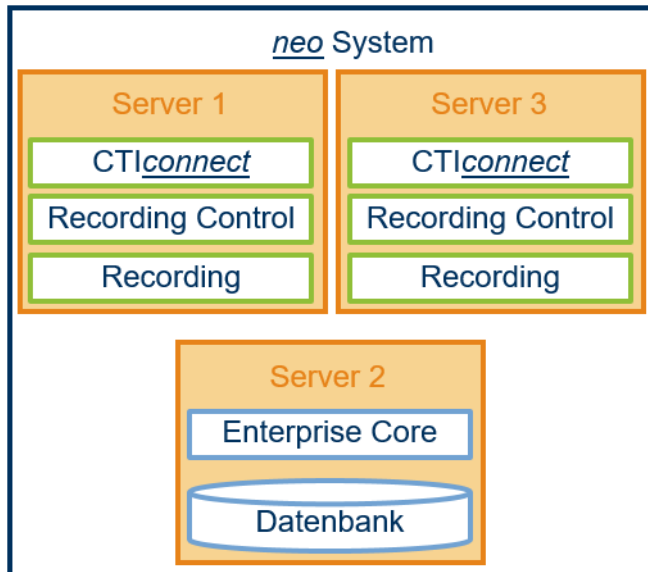 neo System
Server 1
CTIconnect
Recording Control
Recording
Server 3
CTIconnect
Recording Control
Recording
Server 2
Enterprise Core
Datenbank